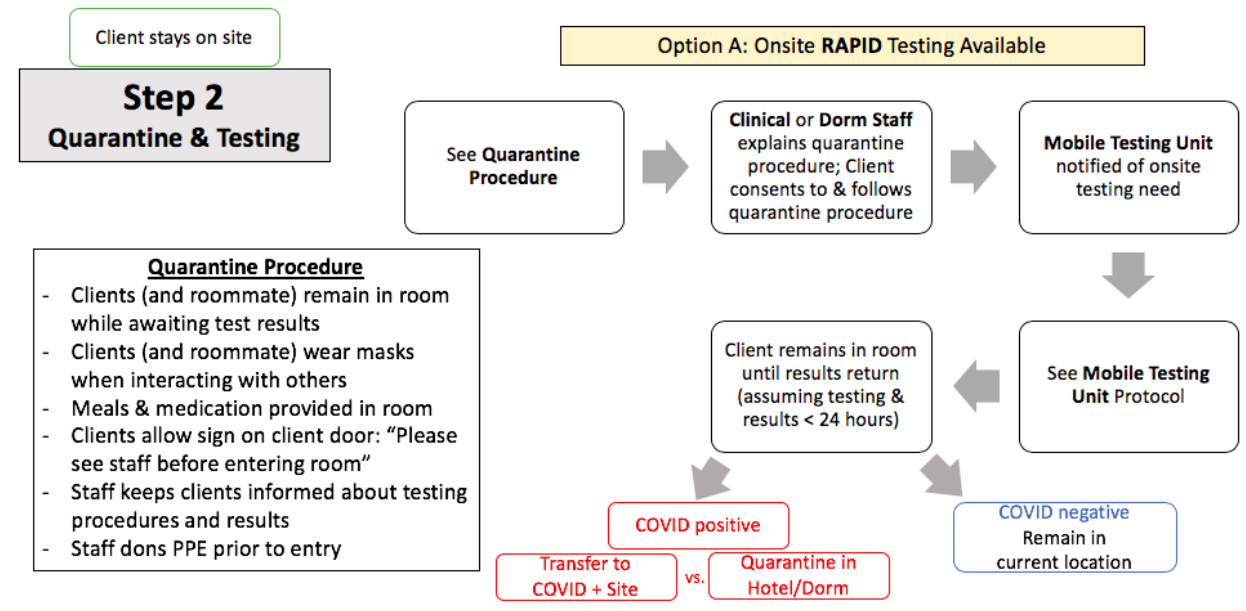 Client stays on site
Step 2
Quarantine & Testing
Option A: Onsite RAPID Testing Available
See Quarantine
Procedure
Clinical or Dorm Staff
explains quarantine
procedure; Client
consents to & follows
quarantine procedure
Mobile Testing Unit
notified of onsite
testing need
See Mobile Testing
Unit Protocol
Client remains in room
until results return
(assuming testing &
results < 24 hours)
COVID positive
Transfer to
COVID + Site
vs.
Quarantine in
Hotel/Dorm
COVID negative
Remain in
current location
Quarantine Procedure
- Clients (and roommate) remain in room
while awaiting test results
- Clients (and roommate) wear masks
when interacting with others
- Meals & medication provided in room
- Clients allow sign on client door: “Please
see staff before entering room”
- Staff keeps clients informed about testing
procedures and results
- Staff dons PPE prior to entry